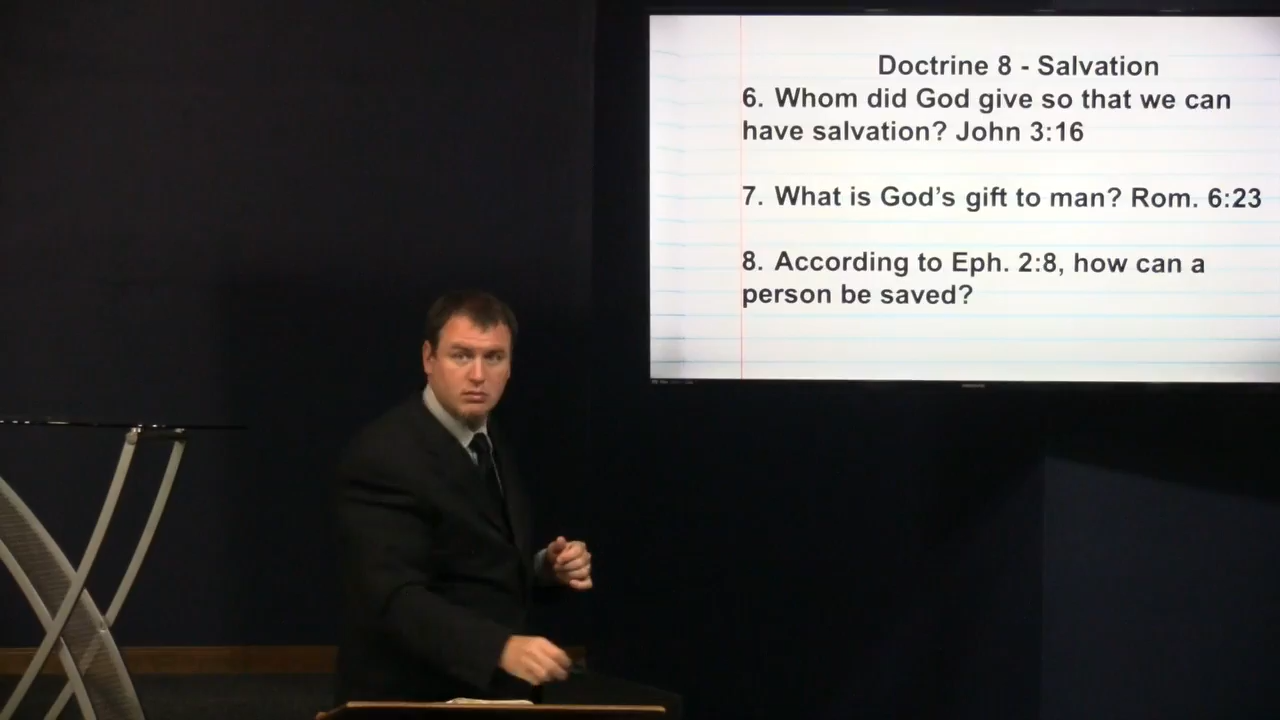 Doctrine 8 - Salvation
6. Whom did God give so that we can
have salvation? John 3:16
7. What is God’s gift to man? Rom. 6:23
8. According to Eph. 2:8, how can a
person be saved?